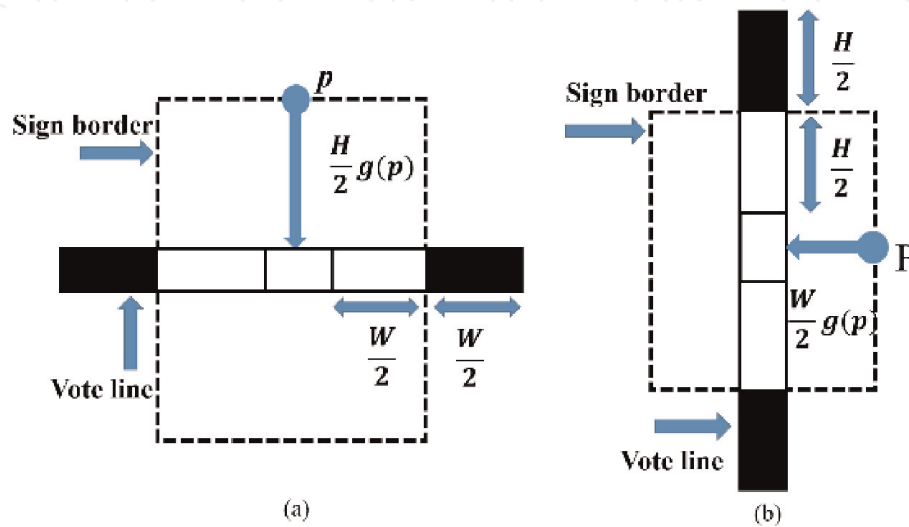 p
Sign border
H/2 g(p)
W/2
W/2
Vote line
(a)
H/2
Sign border
H/2
P
W/2 g(p)
Vote line
(b)